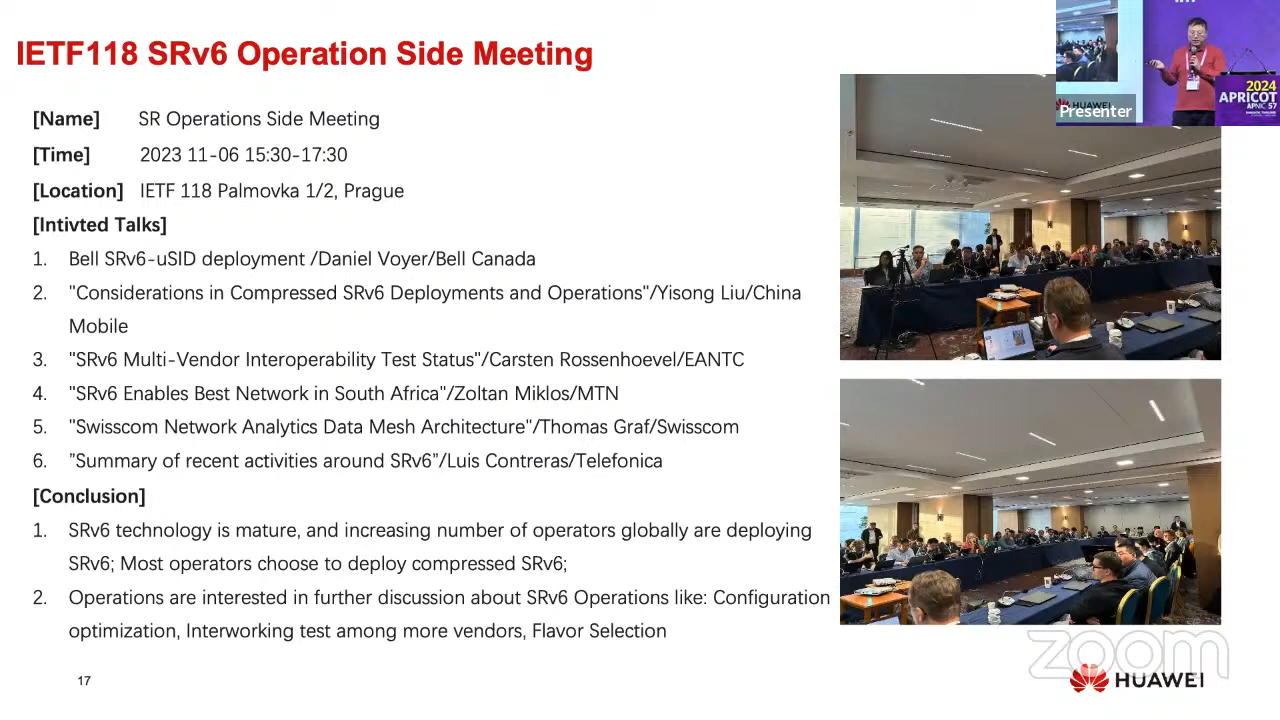 IETF118 SRv6 Operation Side Meeting
[Name] SR Operations Side Meeting
[Time] 2023 11-06 15:30-17:30
[Location] IETF 118 Palmovka 1/2, Prague
[Intivted Talks]
1. Bell SRv6-uSID deployment /Daniel Voyer/Bell Canada
2. "Considerations in Compressed SRv6 Deployments and Operations"/Yisong Liu/China
Mobile
3. "SRv6 Multi-Vendor Interoperability Test Status"/Carsten Rossenhoevel/EANTC
4. "SRv6 Enables Best Network in South Africa"/Zoltan Miklos/MTN
5. "Swisscom Network Analytics Data Mesh Architecture"/Thomas Graf/Swisscom
6. ”Summary of recent activities around SRv6”/Luis Contreras/Telefonica
[Conclusion]
1. SRv6 technology is mature, and increasing number of operators globally are deploying
SRv6; Most operators choose to deploy compressed SRv6;
2. Operations are interested in further discussion about SRv6 Operations like: Configuration
optimization, Interworking test among more vendors, Flavor Selection
17
HUAWEI
Presenter
2024
APRICOT
APNIC 57
zoom
HUAWEI